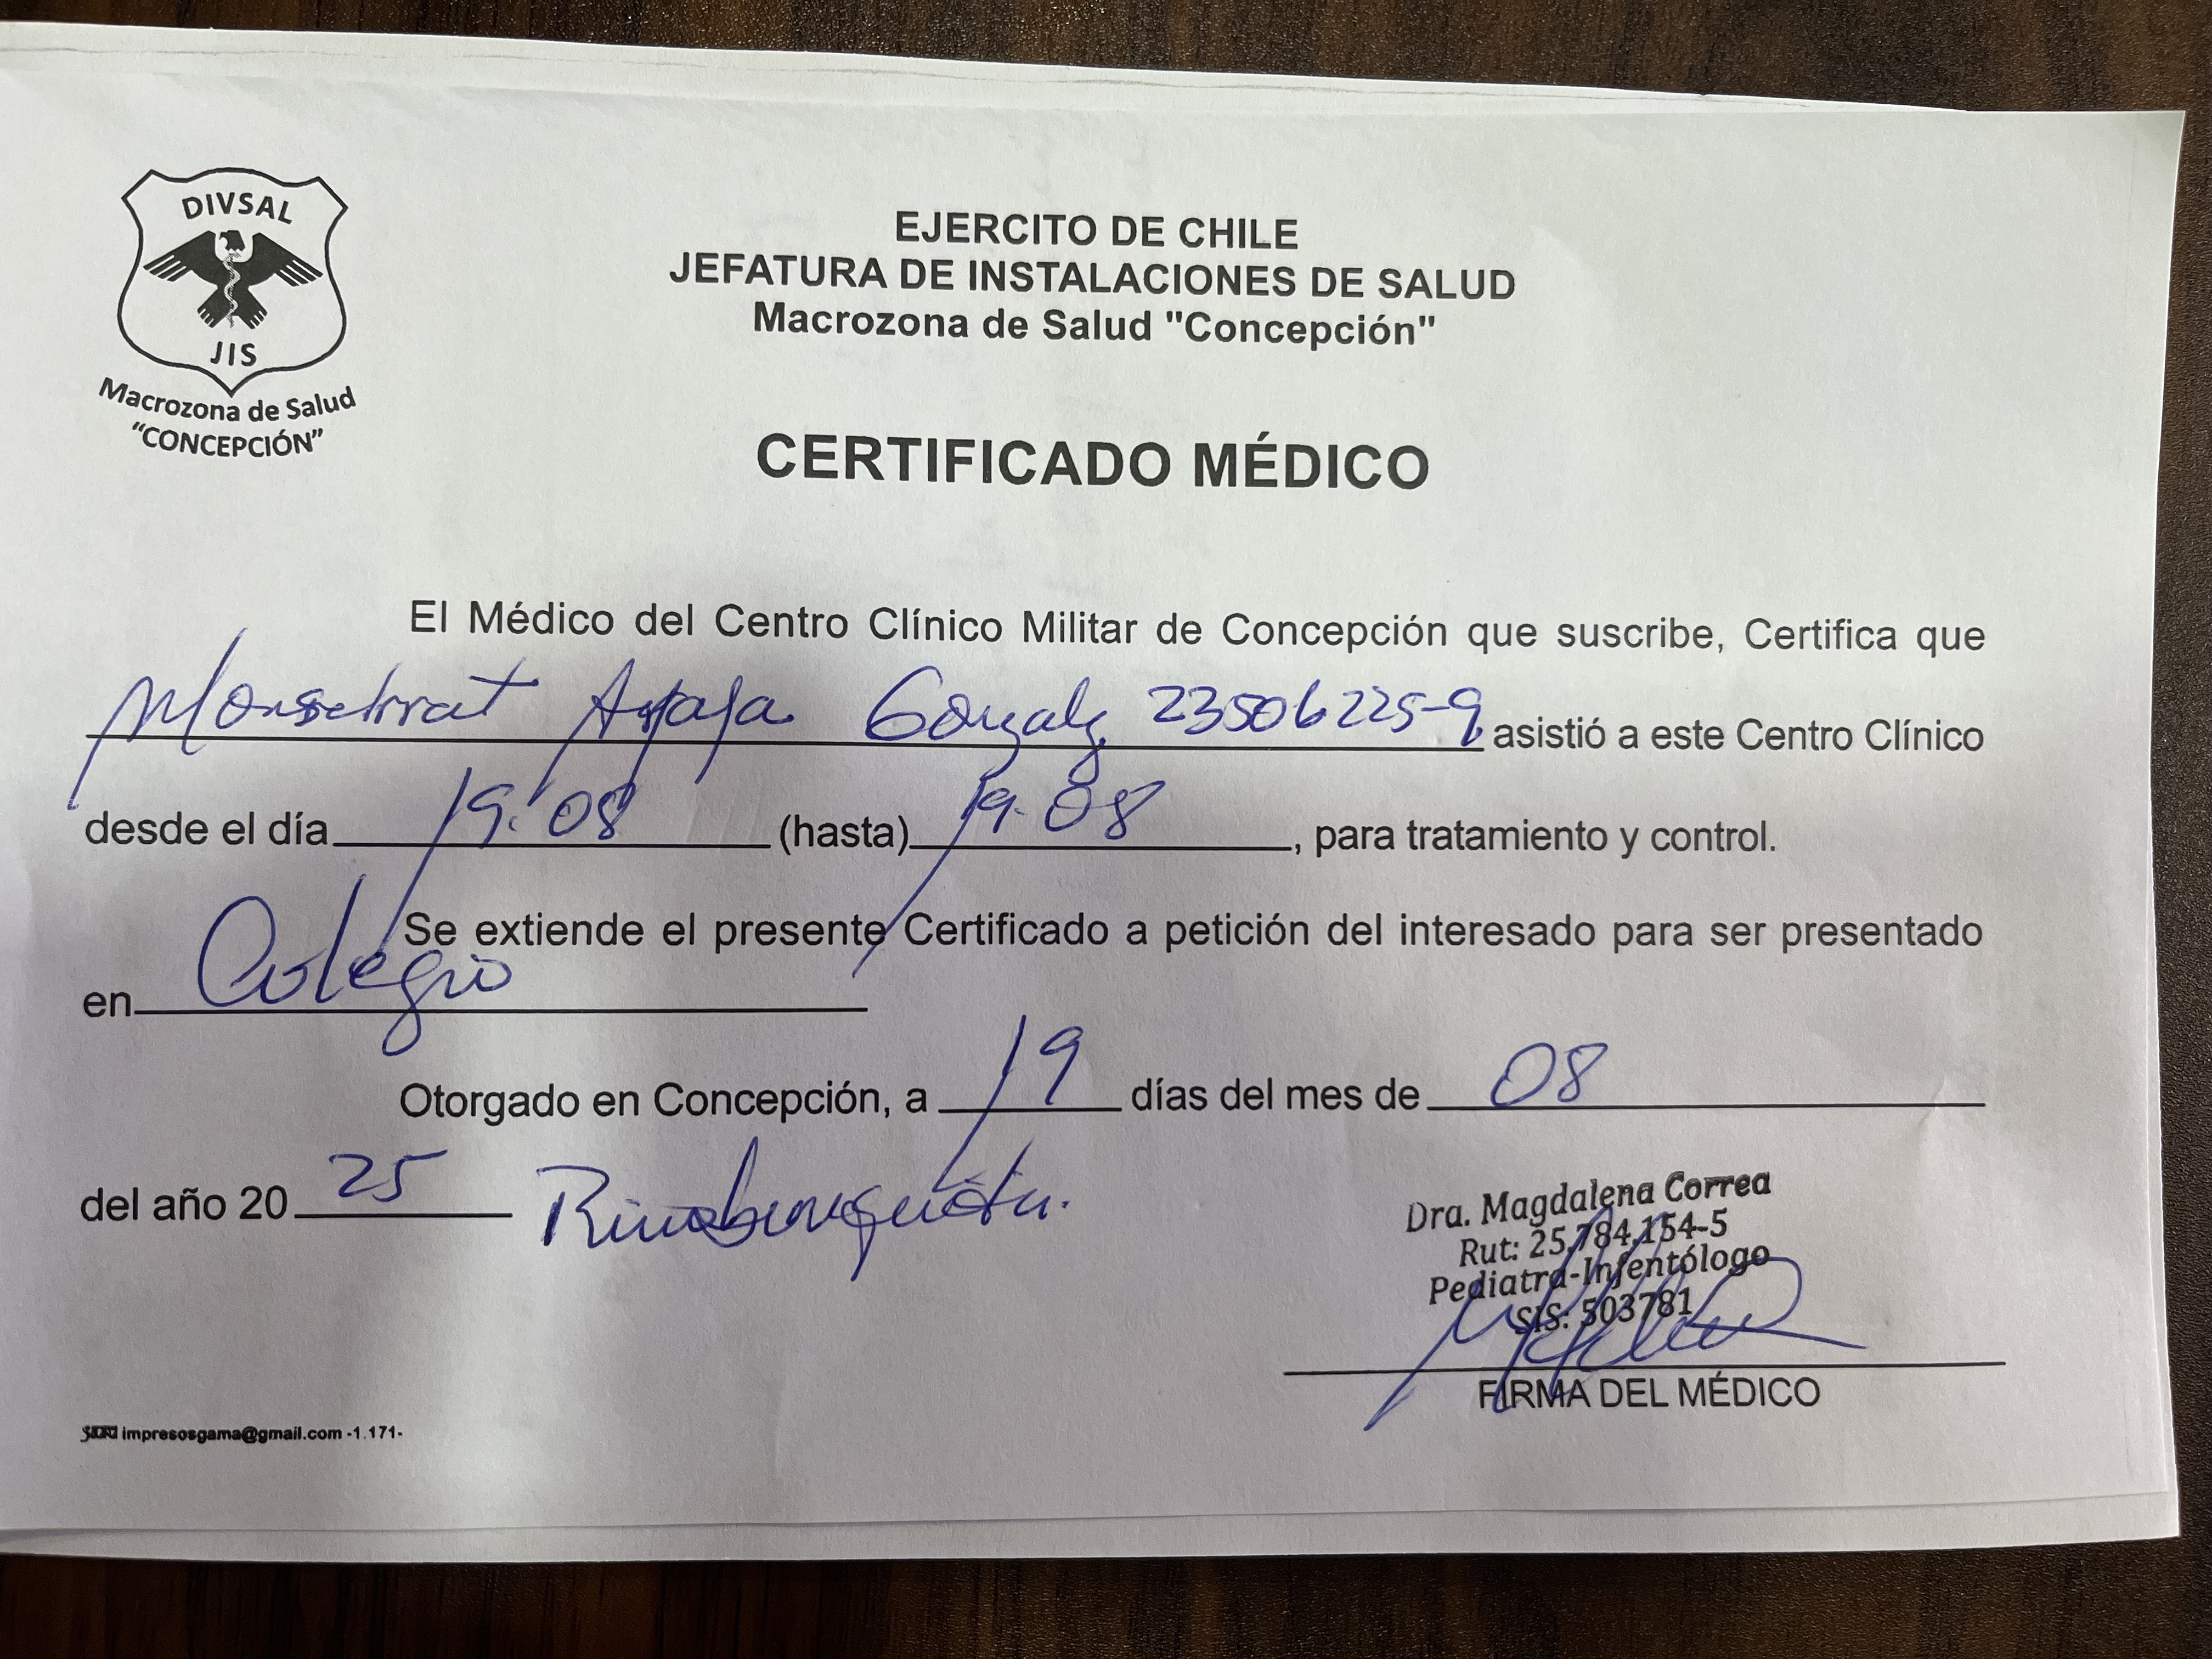 DIVSAL
JIS
Macrozona de Salud
"CONCEPCIÓN"
EJERCITO DE CHILE
JEFATURA DE INSTALACIONES DE SALUD
Macrozona de Salud "Concepción"
CERTIFICADO MÉDICO
El Médico del Centro Clínico Militar de Concepción que suscribe, Certifica que
Monserrat 23506225-9 asistió a este Centro Clínico
desde el día 19.08 (hasta) 19.08, para tratamiento y control.
Se extiende el presente Certificado a petición del interesado para ser presentado
en Colegio
Otorgado en Concepción, a 19 días del mes de 08
del año 20 25
Dra. Magdalena Correa
Rut: 25.784.154-5
Pediatra-Infentólogo
SIS: 503781
FIRMA DEL MÉDICO
impresosgama@gmail.com -1.171-